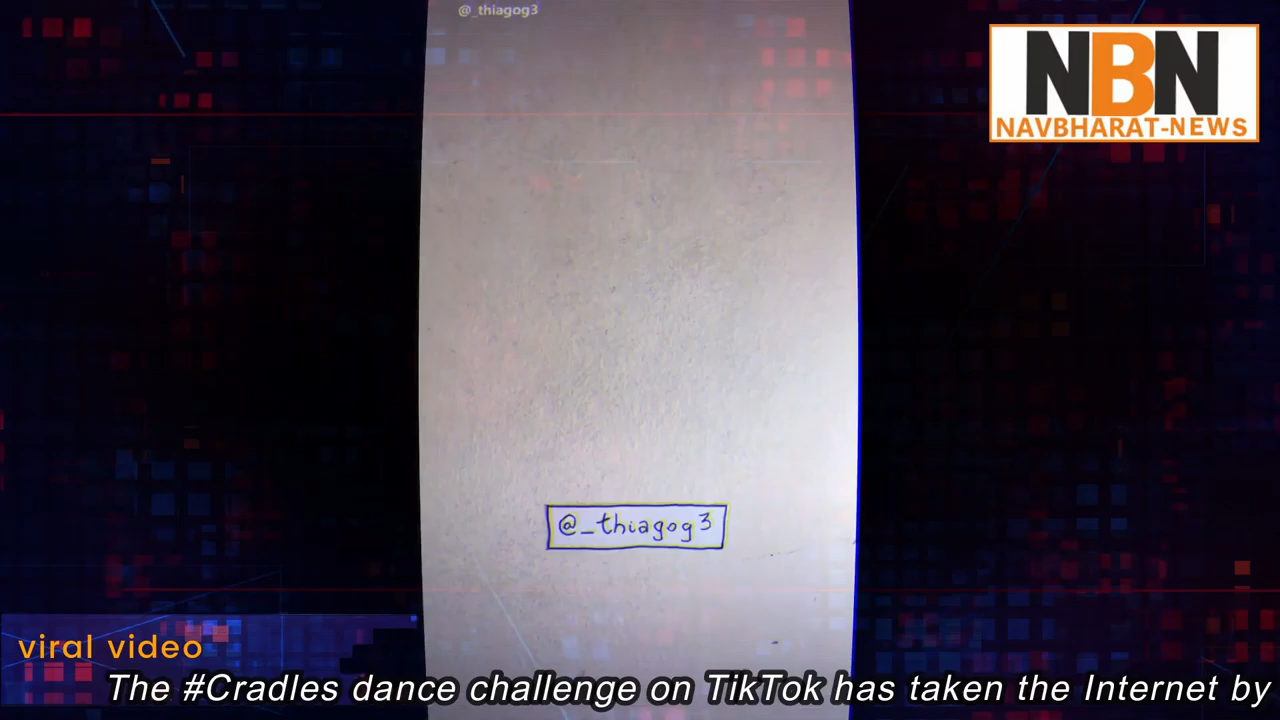 @_thiagog3
NBN
NAVBHARAT-NEWS
@_thiagog3
viral video
The #Cradles dance challenge on TikTok has taken the Internet by